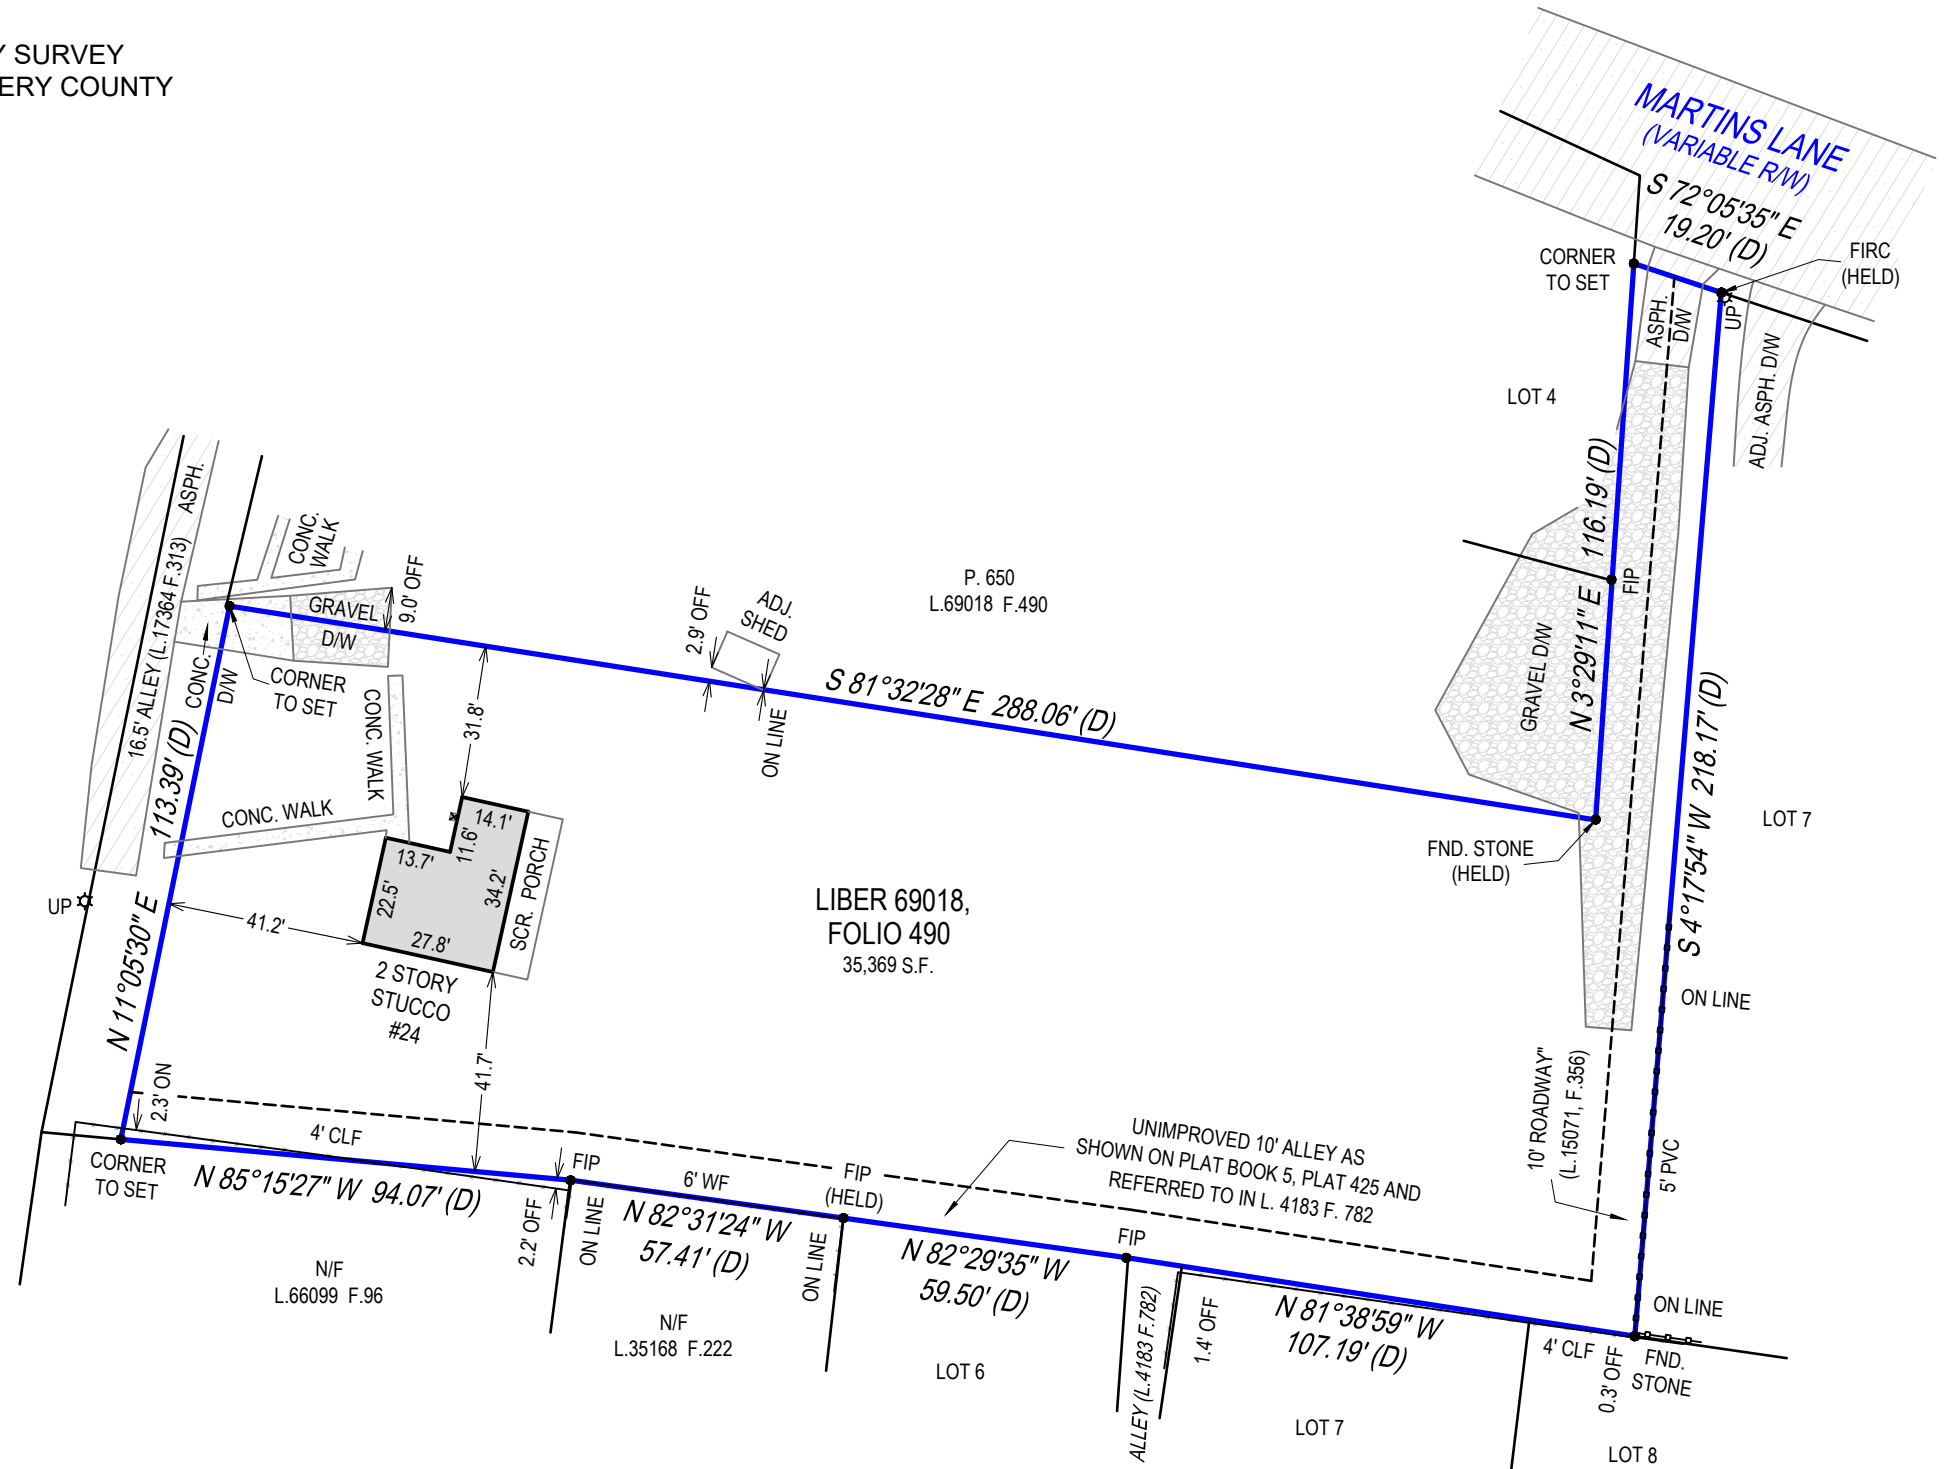 Y SURVEY
ERY COUNTY
MARTINS LANE
(VARIABLE R/W)
S 72°05'35" E
19.20' (D)
CORNER
TO SET
FIRC
(HELD)
ASPH.
D/W
UP
ADJ. ASPH. D/W
LOT 4
N 3°29'11" E 116.19' (D)
FIP
GRAVEL D/W
S 4°17'54" W 218.17' (D)
LOT 7
FND. STONE
(HELD)
ON LINE
10' ROADWAY"
(L.15071, F.356)
5' PVC
ON LINE
FND.
STONE
0.3' OFF
4' CLF
LOT 8
ASPH.
16.5' ALLEY (L.17364 F.313)
CONC.
WALK
GRAVEL
D/W
9.0' OFF
CONC.
D/W
CORNER
TO SET
CONC. WALK
CONC. WALK
113.39' (D)
N 11°05'30" E
UP
31.8'
2.9' OFF
ADJ.
SHED
ON LINE
P. 650
L.69018 F.490
S 81°32'28" E 288.06' (D)
14.1'
11.6'
13.7'
22.5'
34.2'
27.8'
SCR. PORCH
41.2'
2 STORY
STUCCO
#24
41.7'
LIBER 69018,
FOLIO 490
35,369 S.F.
2.3' ON
4' CLF
CORNER
TO SET
N 85°15'27" W 94.07' (D)
FIP
2.2' OFF
ON LINE
6' WF
FIP
(HELD)
N 82°31'24" W
57.41' (D)
ON LINE
N/F
L.66099 F.96
N/F
L.35168 F.222
UNIMPROVED 10' ALLEY AS
SHOWN ON PLAT BOOK 5, PLAT 425 AND
REFERRED TO IN L. 4183 F. 782
N 82°29'35" W
59.50' (D)
FIP
LOT 6
ALLEY (L.4183 F.782)
1.4' OFF
N 81°38'59" W
107.19' (D)
LOT 7